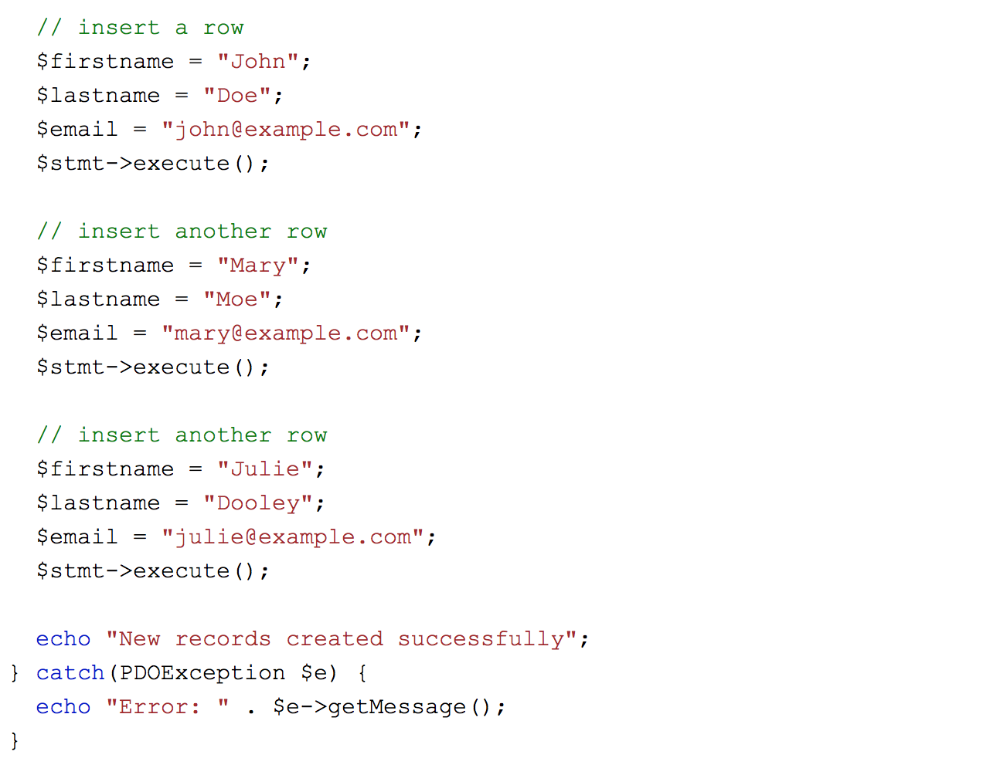 // insert a row
$firstname = "John";
$lastname = "Doe";
$email = "john@example.com";
$stmt->execute();
// insert another row
$firstname = "Mary";
$lastname = "Moe";
$email = "mary@example.com";
$stmt->execute();
// insert another row
$firstname = "Julie";
$lastname = "Dooley";
$email = "julie@example.com";
$stmt->execute();
echo "New records created successfully";
} catch(PDOException $e) {
echo "Error: " . $e->getMessage();
}